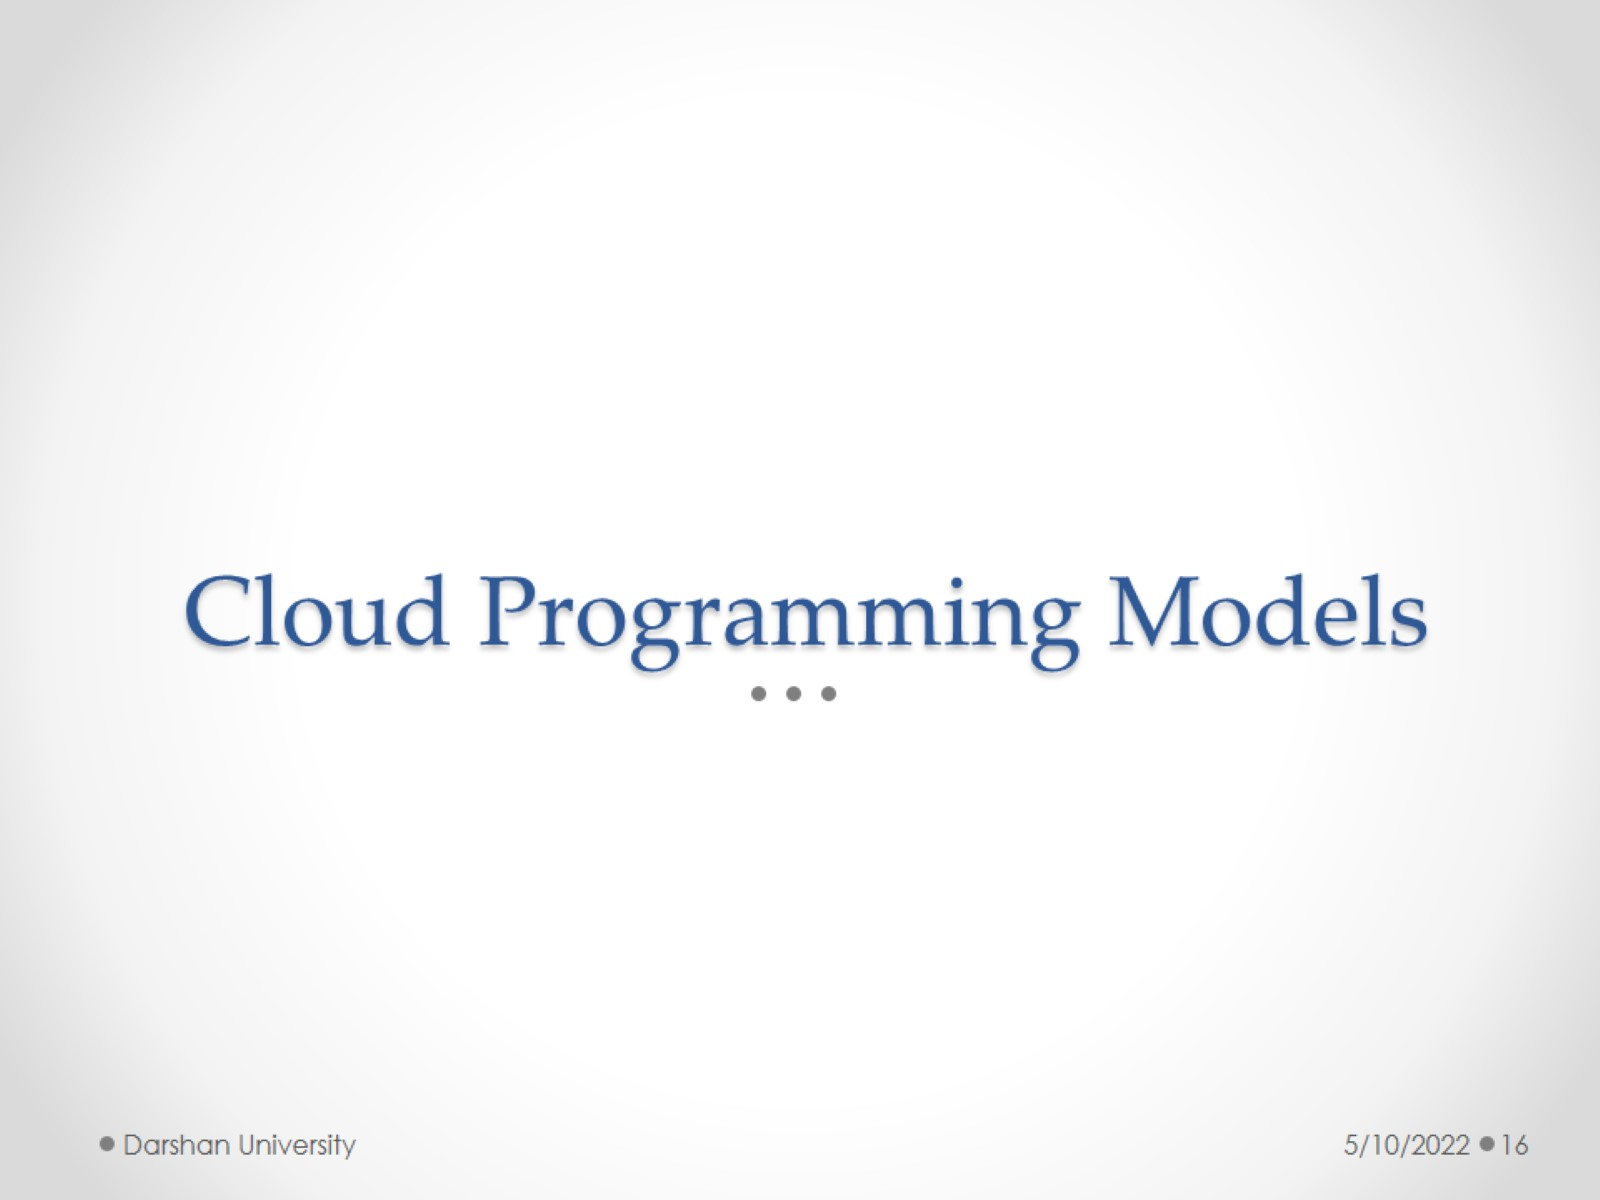 Cloud Programming Models
Darshan University
5/10/2022
16